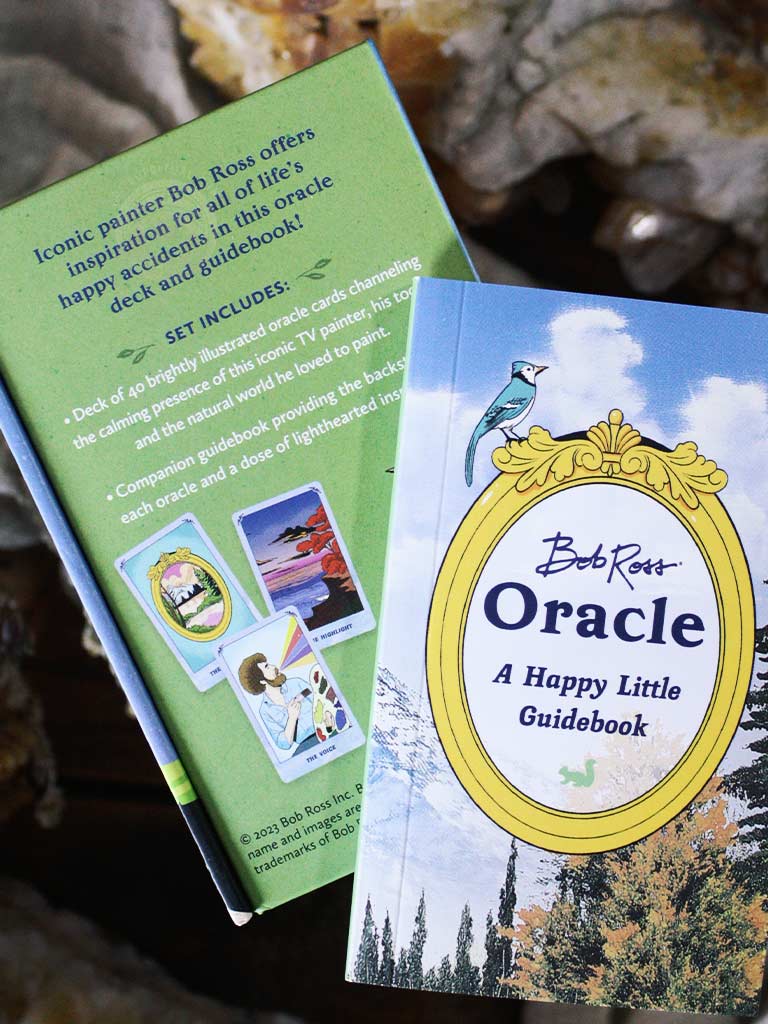 Iconic painter Bob Ross offers
inspiration for all of life's
happy accidents in this oracle
deck and guidebook!
SET INCLUDES:
• Deck of 40 brightly illustrated oracle cards channeling
the calming presence of this iconic TV painter, his
and the natural world he loved to paint.
• Companion guidebook providing the
each oracle and a dose of lighthearted
THE
HIGHLIGHT
THE VOICE
© 2023 Bob Ross Inc.
name and images are
trademarks of Bob
Bob Ross®
Oracle
A Happy Little
Guidebook